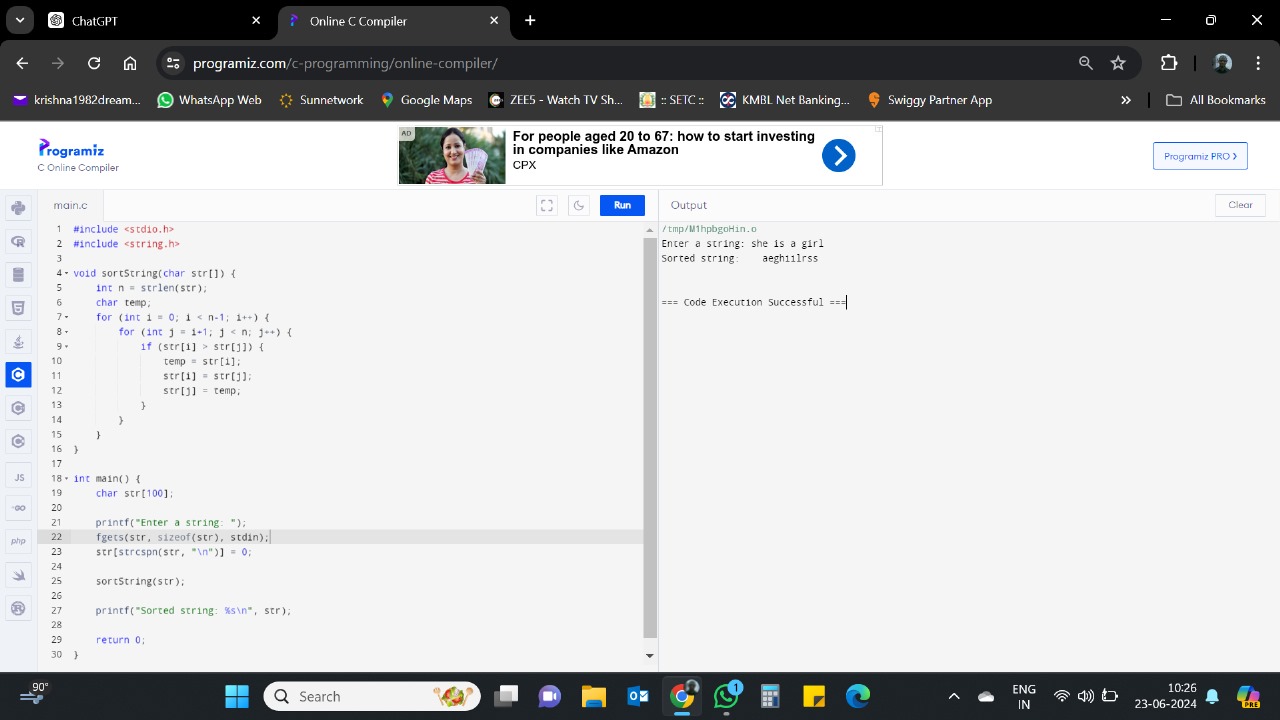 ChatGPT
Online C Compiler
programiz.com/c-programming/online-compiler/
krishna1982dream...
WhatsApp Web
Sunnetwork
Google Maps
ZEE5 - Watch TV Sh...
:: SETC ::
KMBL Net Banking...
Swiggy Partner App
All Bookmarks
Programiz
C Online Compiler
AD
For people aged 20 to 67: how to start investing
in companies like Amazon
CPX
Programiz PRO
main.c
Run
Output
Clear
1 #include <stdio.h>
2 #include <string.h>
3
4 void sortString(char str[]) {
5     int n = strlen(str);
6     char temp;
7     for (int i = 0; i < n-1; i++) {
8         for (int j = i+1; j < n; j++) {
9             if (str[i] > str[j]) {
10                 temp = str[i];
11                 str[i] = str[j];
12                 str[j] = temp;
13             }
14         }
15     }
16 }
17
18 int main() {
19     char str[100];
20
21     printf("Enter a string: ");
22     fgets(str, sizeof(str), stdin);
23     str[strcspn(str, "\n")] = 0;
24
25     sortString(str);
26
27     printf("Sorted string: %s\n", str);
28
29     return 0;
30 }
/tmp/M1hpbgoHin.o
Enter a string: she is a girl
Sorted string:    aeghiilrss
=== Code Execution Successful ===
JS
GO
php
90°
Search
1
ENG
IN
10:26
23-06-2024
PRE